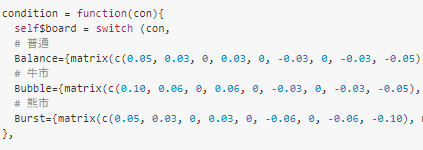 condition = function(con){
self$board = switch (con,
# 普通
Balance={matrix(c(0.05, 0.03, 0, 0.03, 0, -0.03, 0, -0.03, -0.05)
# 牛市
Bubble={matrix(c(0.10, 0.06, 0, 0.06, 0, -0.03, 0, -0.03, -0.05),
# 熊市
Burst={matrix(c(0.05, 0.03, 0, 0.03, 0, -0.06, 0, -0.06, -0.10),
},